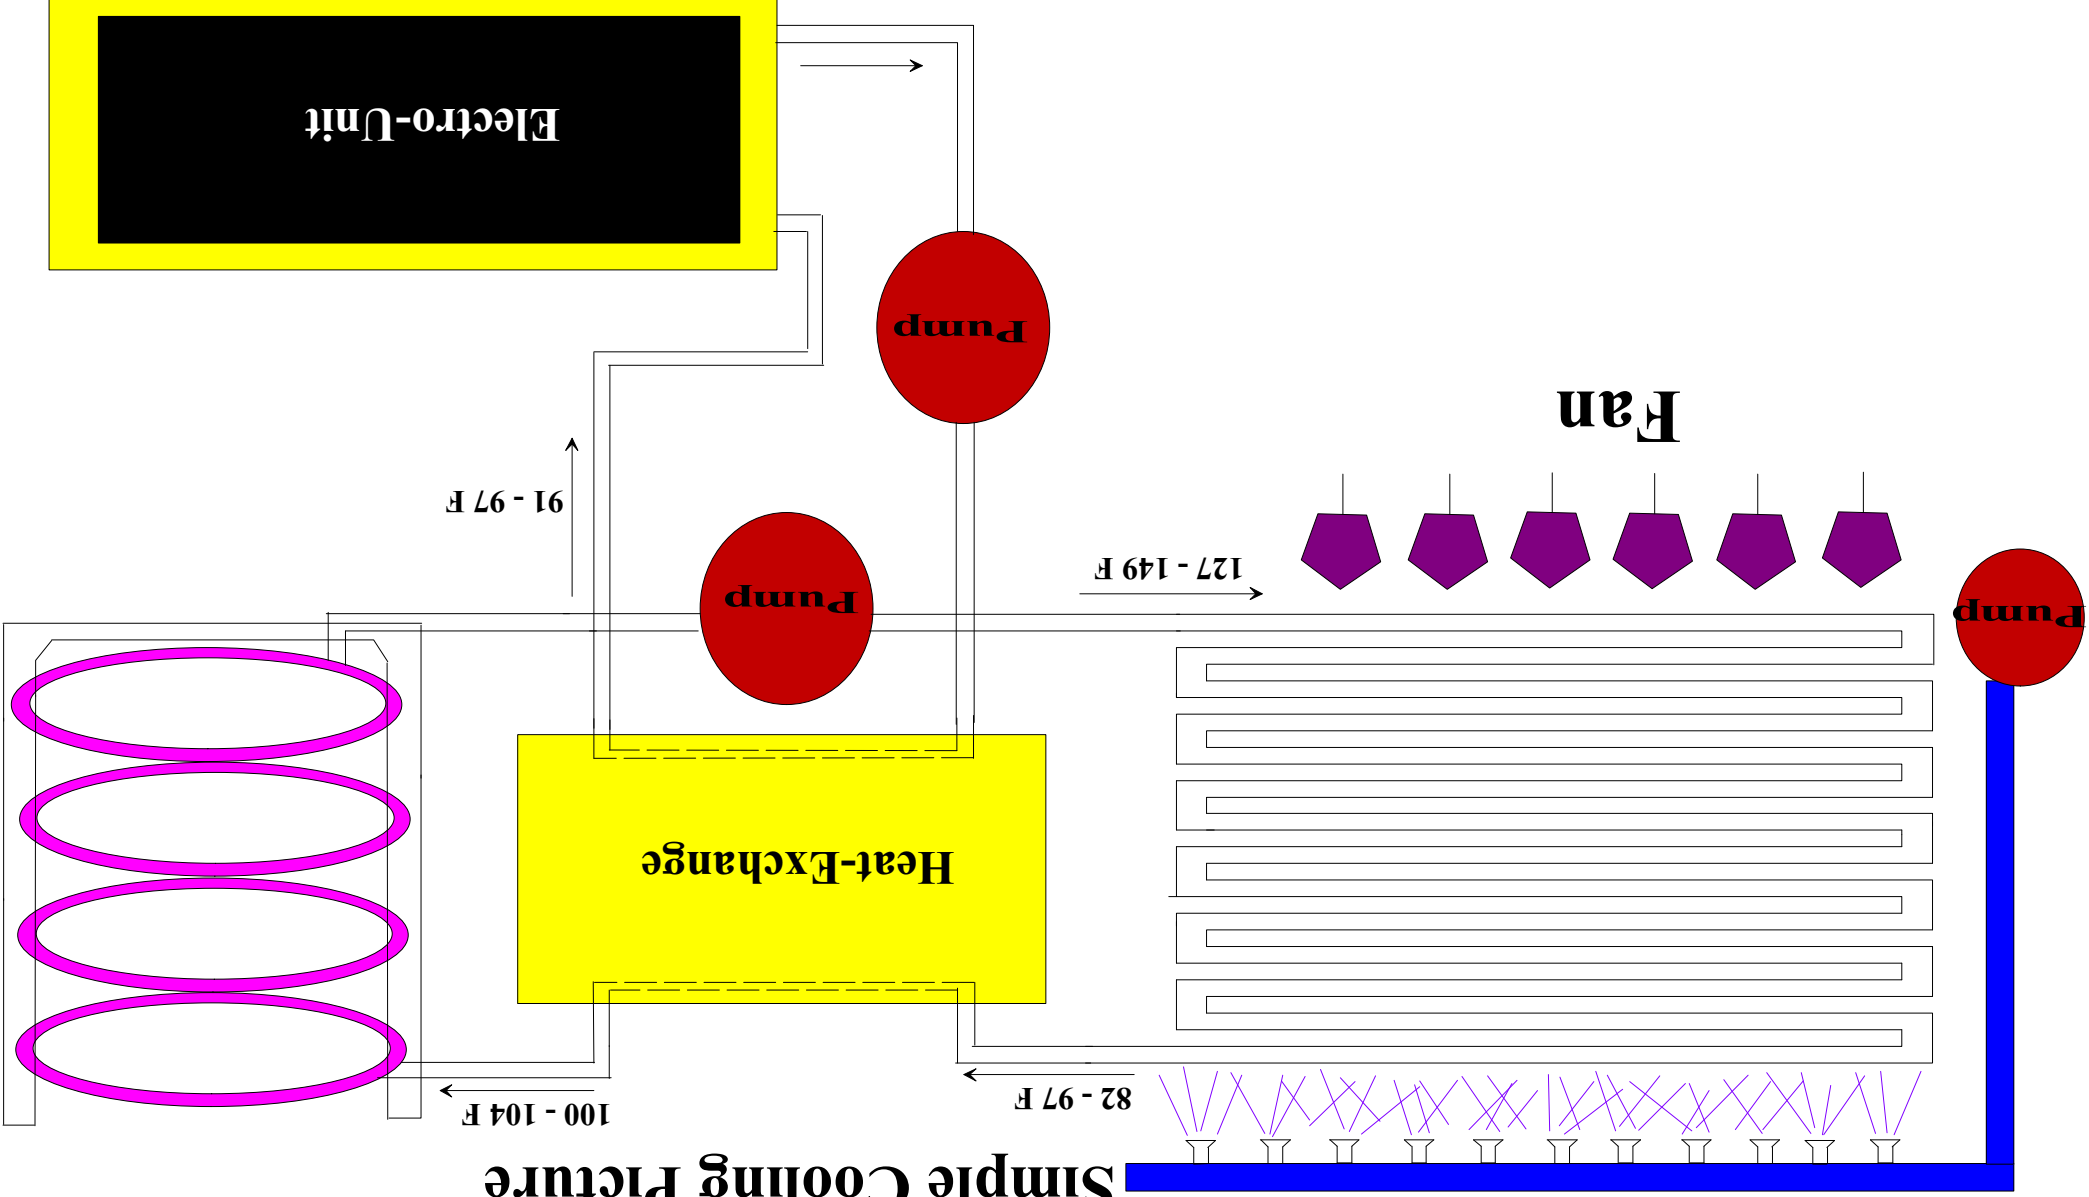 Simple Cooling Picture
82 - 97 F
100 - 104 F
Heat-Exchange
Pump
Pump
127 - 149 F
91 - 97 F
Fan
Pump
Electro-Unit